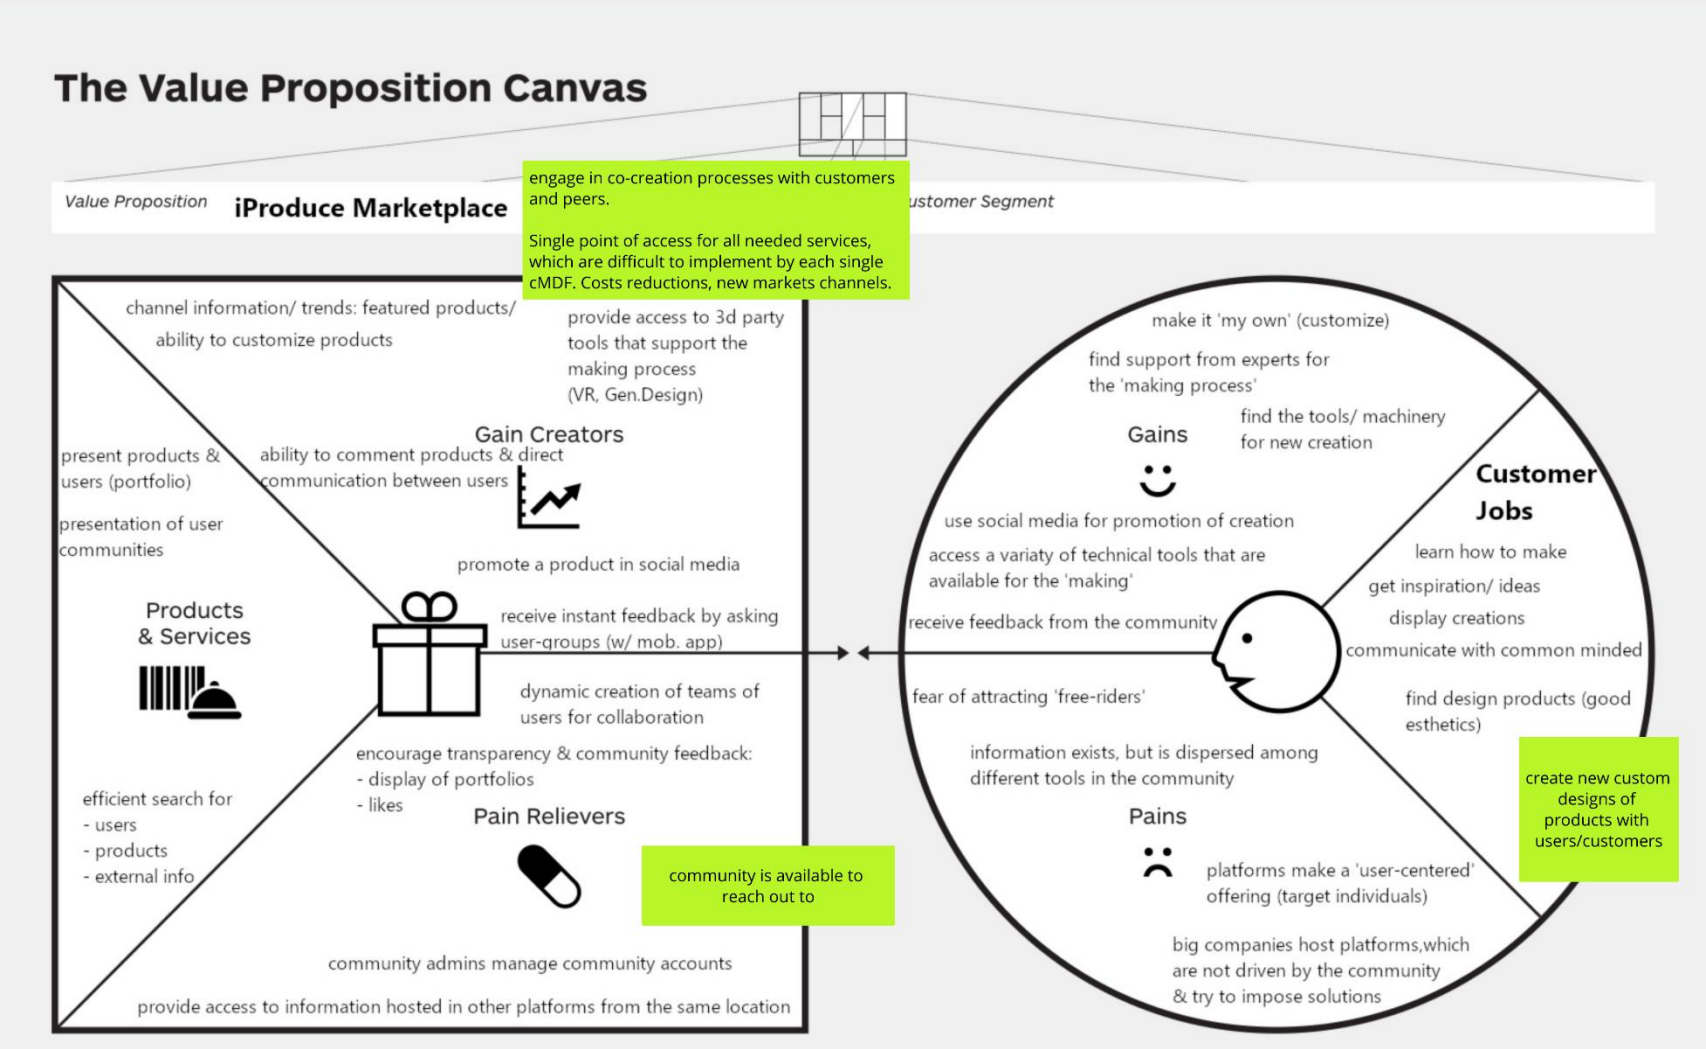 The Value Proposition Canvas
Value Proposition
iProduce Marketplace
engage in co-creation processes with customers
and peers.
Single point of access for all needed services,
which are difficult to implement by each single
cMDF. Costs reductions, new markets channels.
ustomer Segment
channel information/ trends: featured products/
ability to customize products
provide access to 3d party
tools that support the
making process
(VR, Gen.Design)
Gain Creators
present products &
users (portfolio)
ability to comment products & direct
communication between users
presentation of user
communities
promote a product in social media
Products
& Services
receive instant feedback by asking
user-groups (w/ mob. app)
dynamic creation of teams of
users for collaboration
encourage transparency & community feedback:
- display of portfolios
- likes
efficient search for
- users
- products
- external info
Pain Relievers
community is available to
reach out to
community admins manage community accounts
provide access to information hosted in other platforms from the same location
make it 'my own' (customize)
find support from experts for
the 'making process'
find the tools/ machinery
for new creation
Gains
use social media for promotion of creation
access a variaty of technical tools that are
available for the 'making'
receive feedback from the community
Customer
Jobs
learn how to make
get inspiration/ ideas
display creations
communicate with common minded
find design products (good
esthetics)
create new custom
designs of
products with
users/customers
fear of attracting 'free-riders'
information exists, but is dispersed among
different tools in the community
Pains
platforms make a 'user-centered'
offering (target individuals)
big companies host platforms,which
are not driven by the community
& try to impose solutions